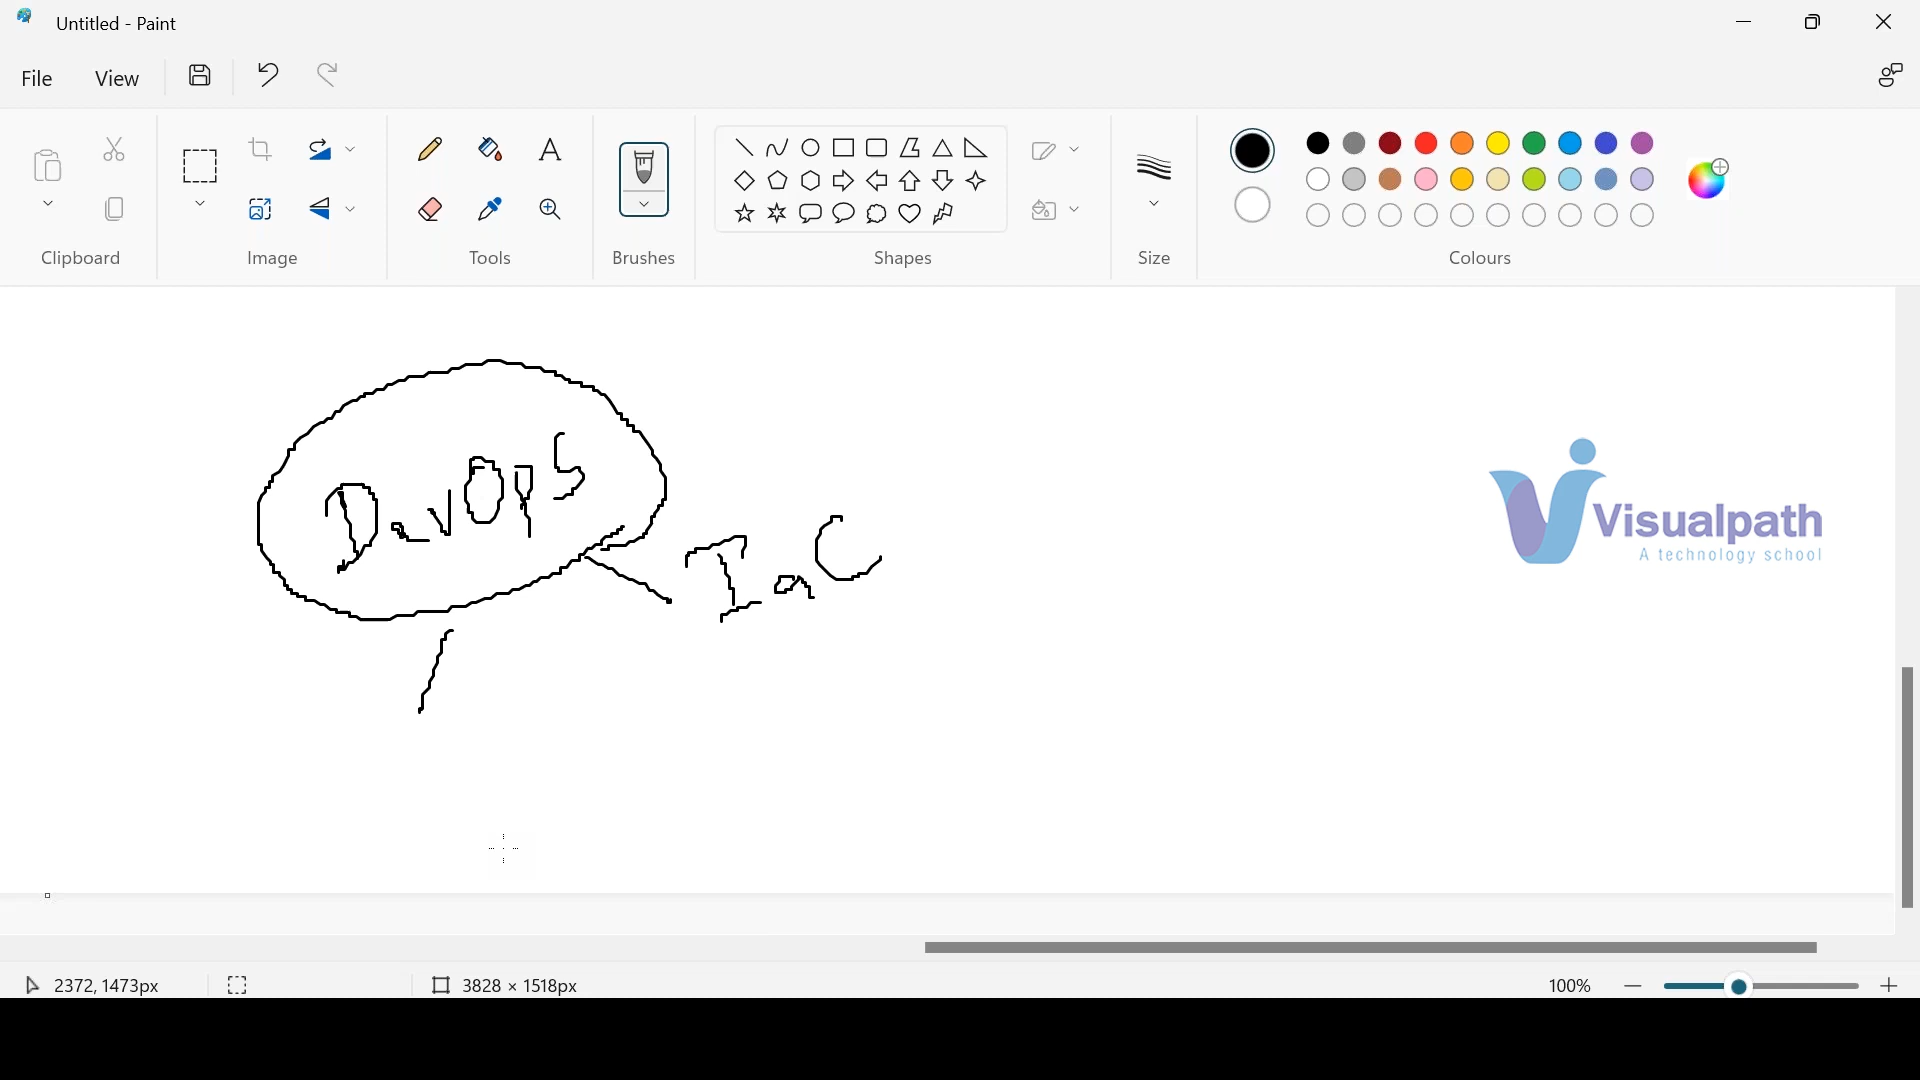 Untitled - Paint
File View
Clipboard Image Tools Brushes Shapes Size Colours
DevOps
IaC
Visualpath
A technology school
2372, 1473px 3828 × 1518px 100%